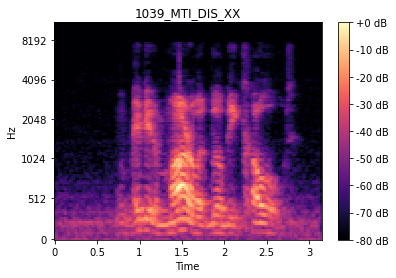 1039_MTI_DIS_XX
+0 dB
8192
-10 dB
4096
-20 dB
-30 dB
2048
Hz
-40 dB
1024
-50 dB
512
-60 dB
-70 dB
0
-80 dB
0 0.5 1 1.5 2 2.5 3
Time